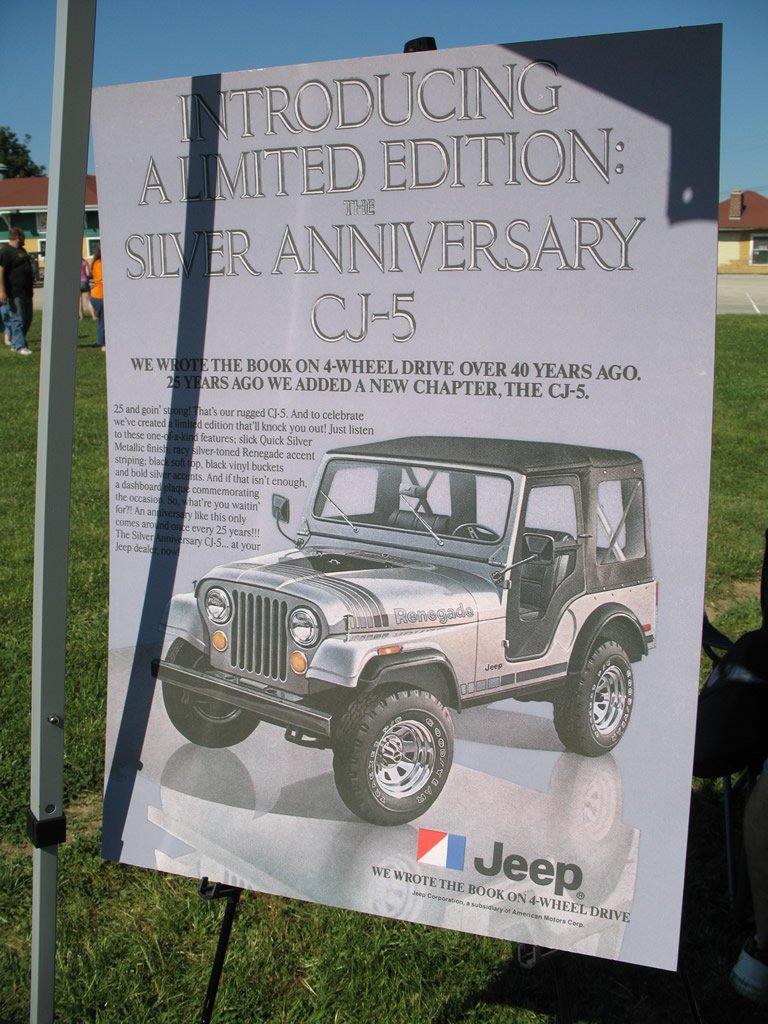 INTRODUCING
A LIMITED EDITION:
THE
SILVER ANNIVERSARY
CJ-5
WE WROTE THE BOOK ON 4-WHEEL DRIVE OVER 40 YEARS AGO.
25 YEARS AGO WE ADDED A NEW CHAPTER, THE CJ-5.
25 and goin' strong! That's our rugged CJ-5. And to celebrate
we've created a limited edition that'll knock you out! Just listen
to these one-of-a-kind features; slick Quick Silver
Metallic finish, racy silver-toned Renegade accent
striping; black soft top, black vinyl buckets
and bold silver accents. And if that isn't enough,
a dashboard plaque commemorating
the occasion. So, what're you waitin'
for?! An anniversary like this only
comes around once every 25 years!!!
The Silver Anniversary CJ-5... at your
Jeep dealer, now!
Renegade
Jeep
GOODYEAR
TRACKER
Jeep®
WE WROTE THE BOOK ON 4-WHEEL DRIVE
Jeep Corporation, a subsidiary of American Motors Corp.